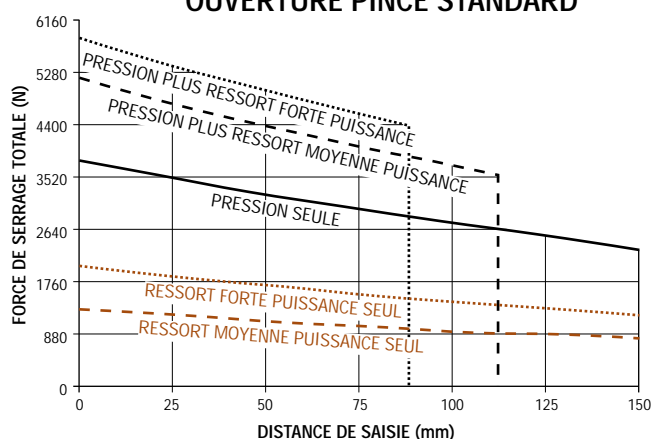 OUVERTURE PINCE STANDARD
FORCE DE SERRAGE TOTALE (N)
6160
5280
4400
3520
2640
1760
880
0
PRESSION PLUS RESSORT FORTE PUISSANCE
PRESSION PLUS RESSORT MOYENNE PUISSANCE
PRESSION SEULE
RESSORT FORTE PUISSANCE SEUL
RESSORT MOYENNE PUISSANCE SEUL
0 25 50 75 100 125 150
DISTANCE DE SAISIE (mm)